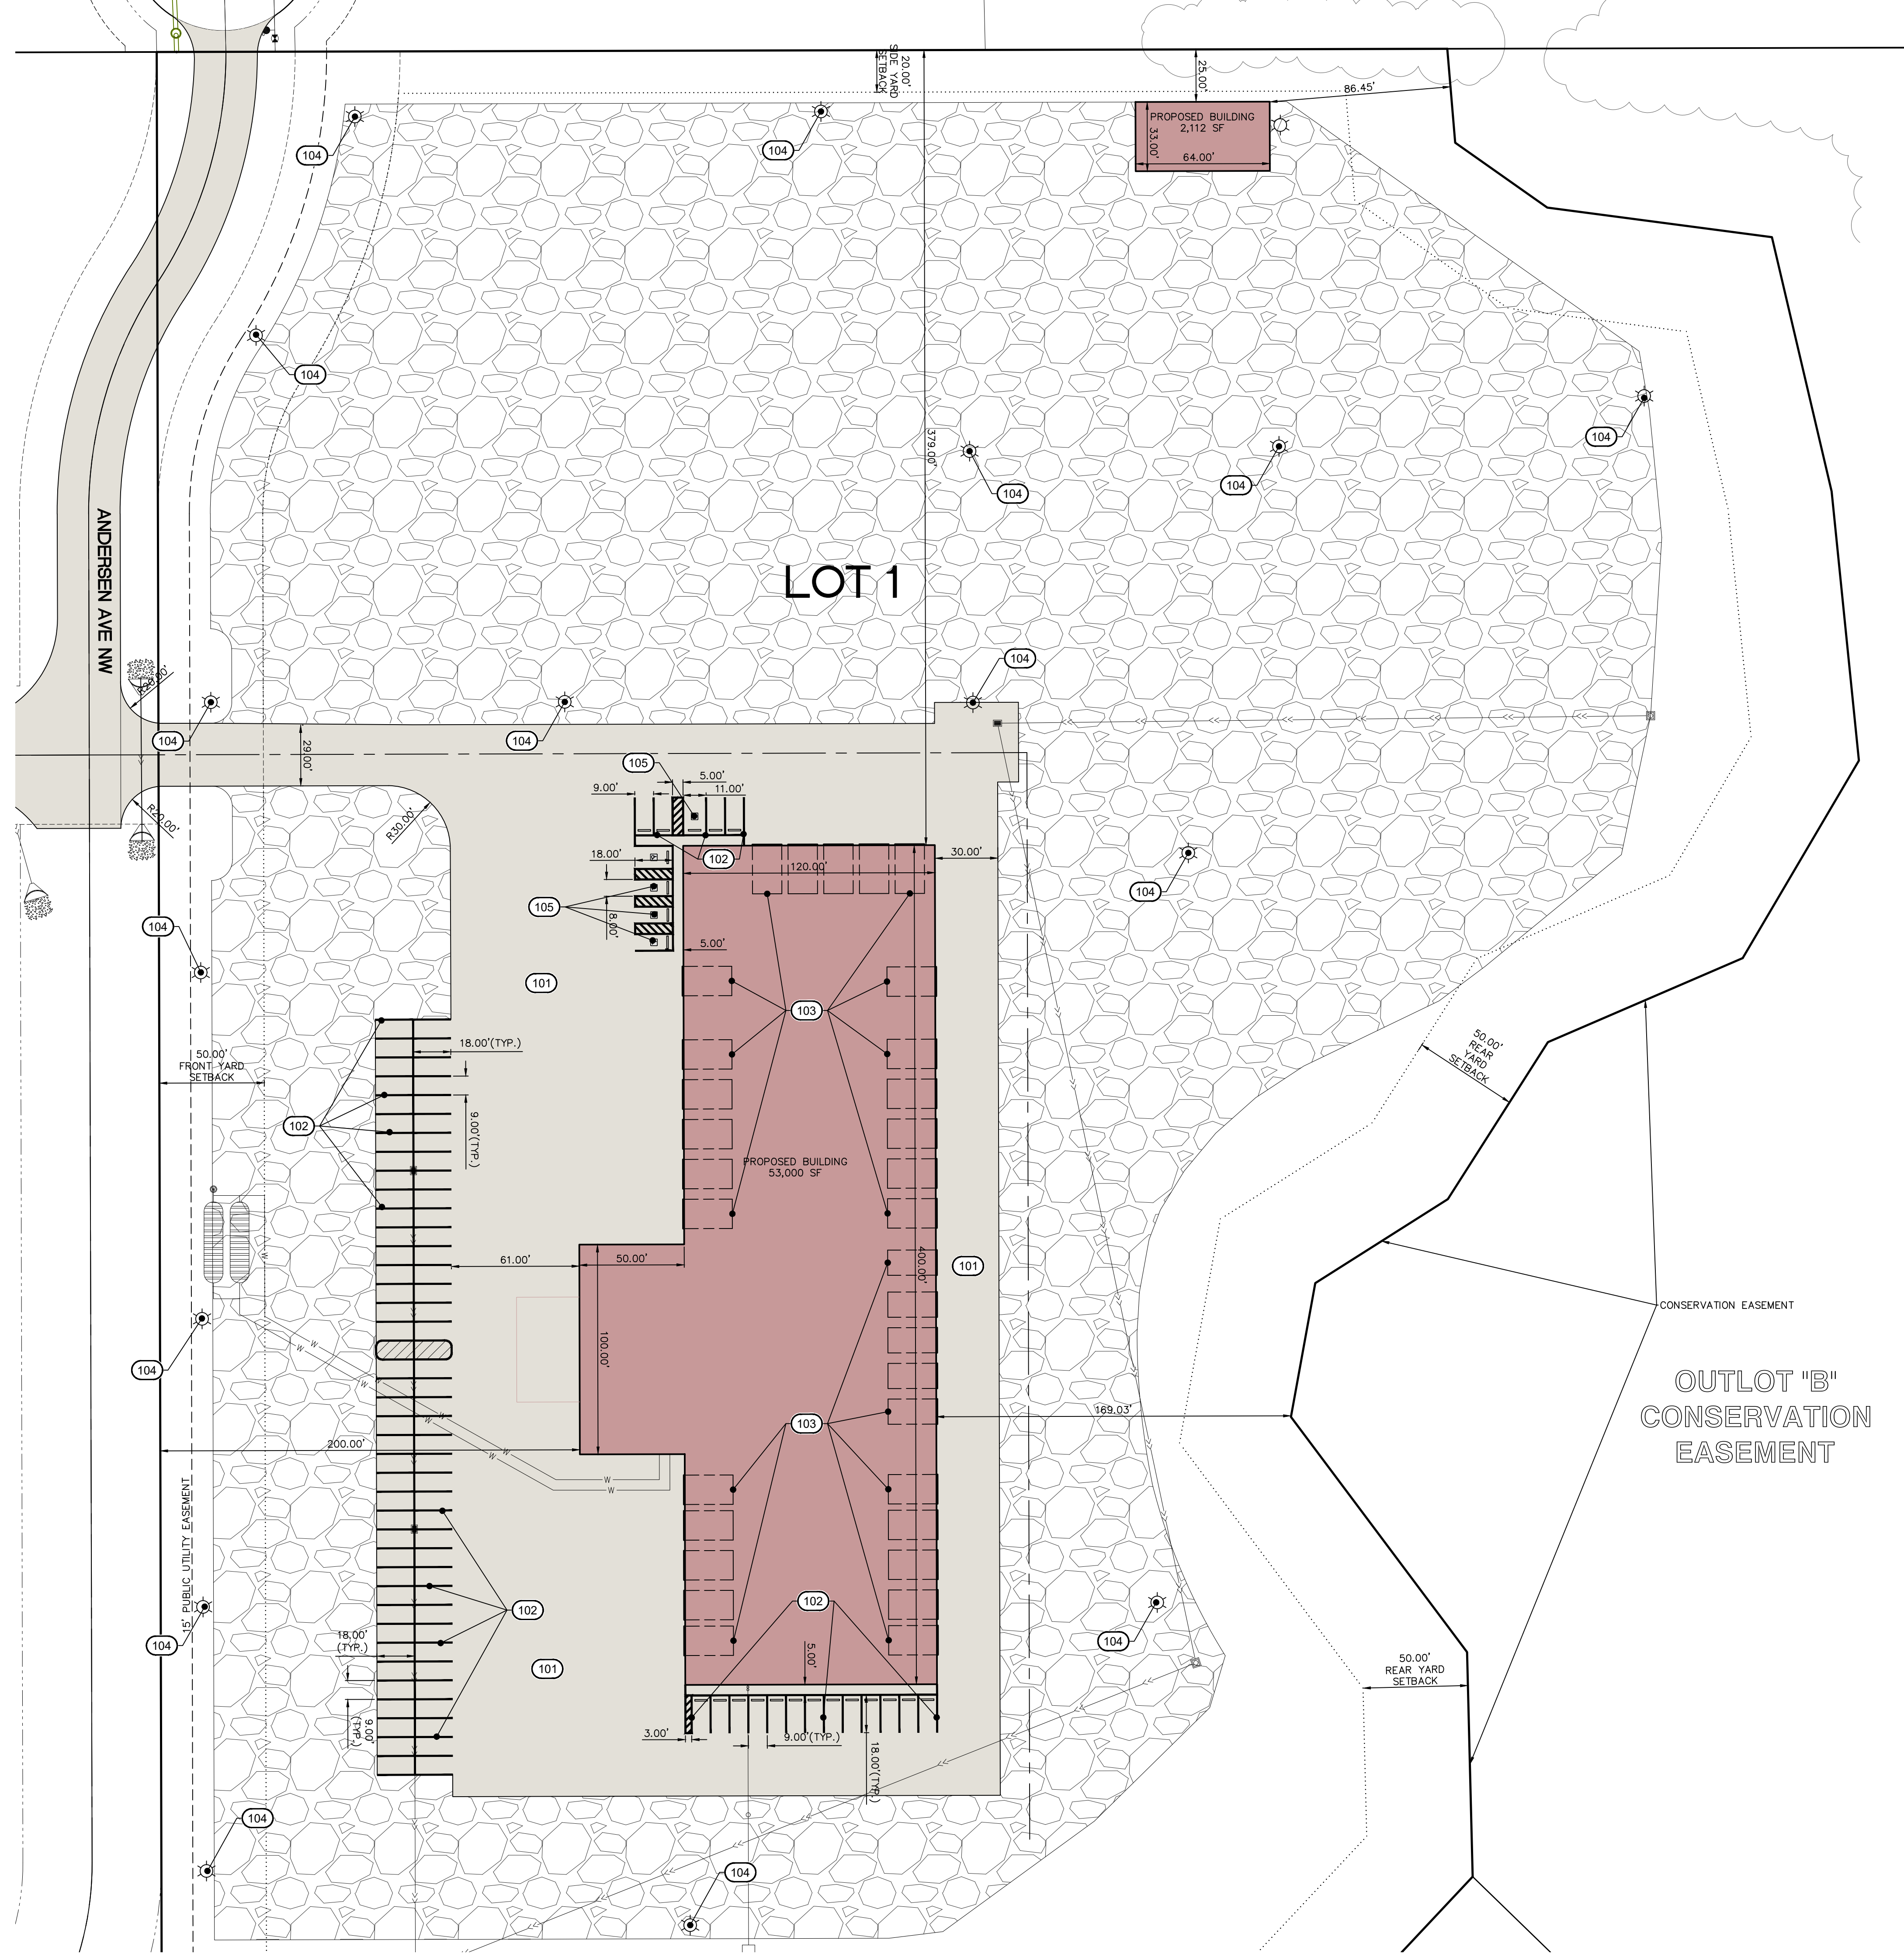 20.00'
SIDE YARD
SETBACK
25.00'
86.45'
PROPOSED BUILDING
2,112 SF
33.00'
64.00'
104
104
104
104
379.00'
104
104
ANDERSEN AVE NW
LOT 1
104
R20.00'
104
104
29.00'
105
5.00'
9.00'
11.00'
R20.00'
R30.00'
102
18.00'
120.00'
30.00'
104
105
8.00'
104
5.00'
101
103
18.00'(TYP.)
50.00'
FRONT YARD
SETBACK
50.00'
REAR
YARD
SETBACK
102
9.00'(TYP.)
PROPOSED BUILDING
53,000 SF
W
61.00'
50.00'
400.00'
101
CONSERVATION EASEMENT
100.00'
104
W
W
W
W
W
W
OUTLOT "B"
CONSERVATION
EASEMENT
169.03'
103
200.00'
W
W
W
W
15' PUBLIC UTILITY EASEMENT
102
102
18.00'
(TYP.)
104
104
5.00'
101
50.00'
REAR YARD
SETBACK
9.00'
(TYP.)
3.00'
9.00'(TYP.)
18.00'(TYP.)
104
104